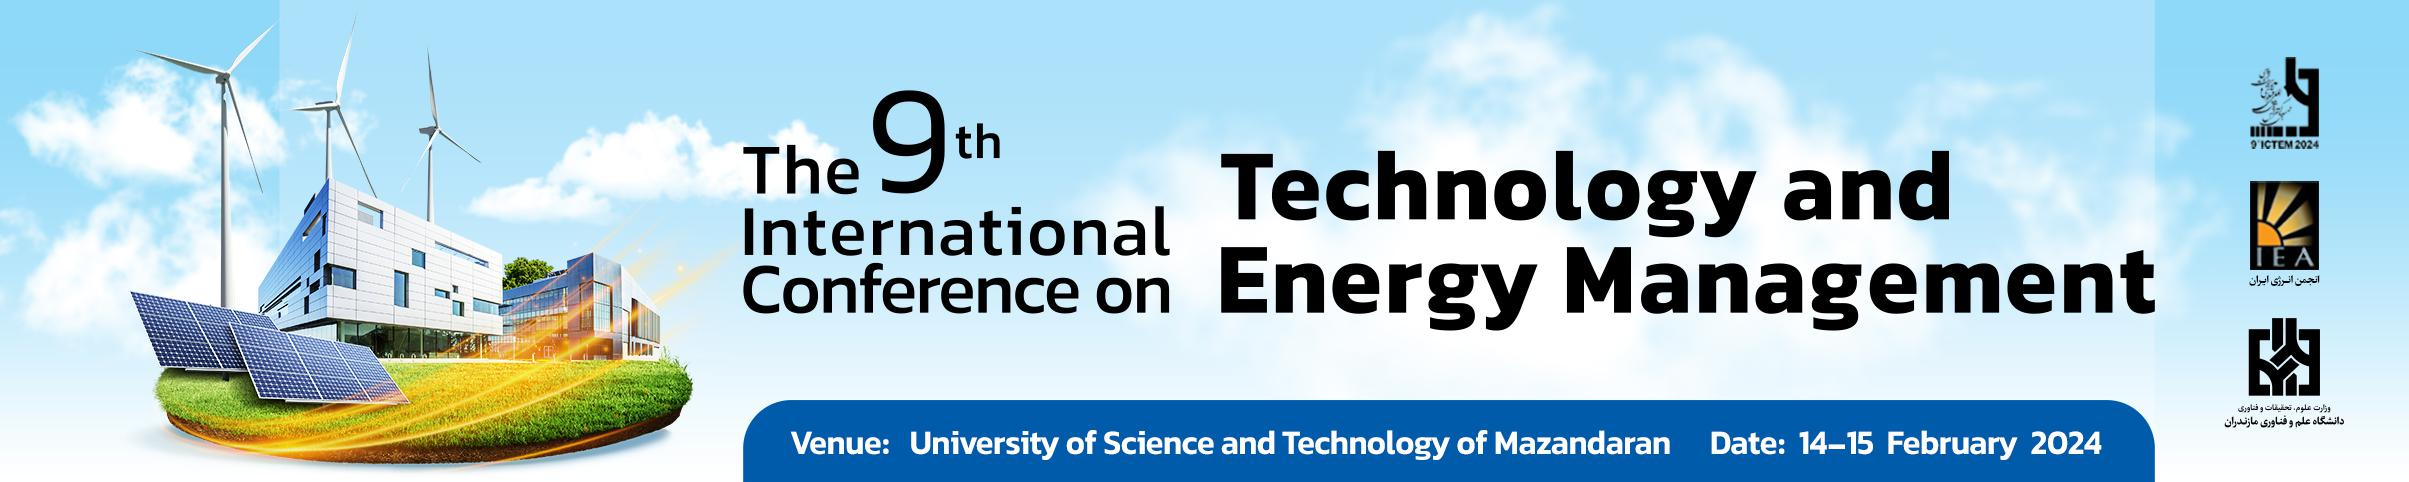 The 9th
International
Conference on
Technology and
Energy Management
Venue: University of Science and Technology of Mazandaran Date: 14–15 February 2024
9'ICTEM 2024
IEA
انجمن انرژی ایران
وزارت علوم، تحقیقات و فناوری
دانشگاه علم و فناوری مازندران